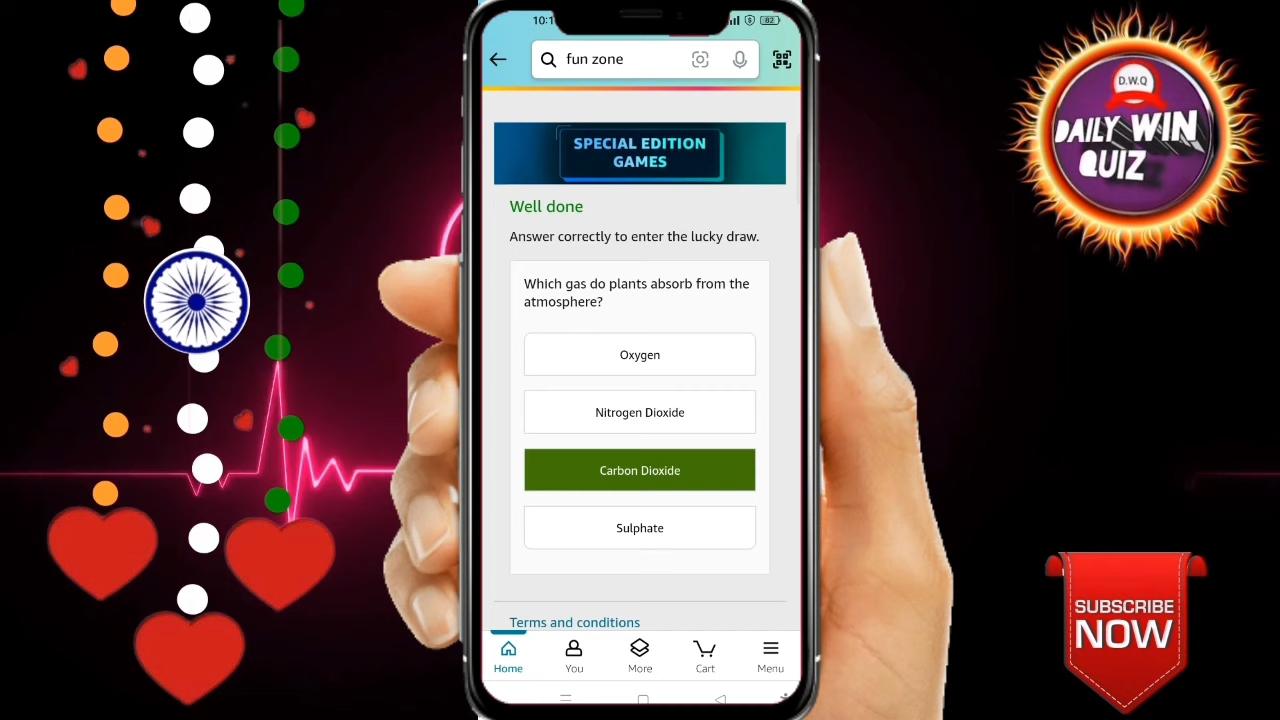 10:1
82
fun zone
SPECIAL EDITION
GAMES
Well done
Answer correctly to enter the lucky draw.
Which gas do plants absorb from the
atmosphere?
Oxygen
Nitrogen Dioxide
Carbon Dioxide
Sulphate
Terms and conditions
Home
You
More
Cart
Menu
D.W.Q
DAILY WIN
QUIZ
SUBSCRIBE
NOW